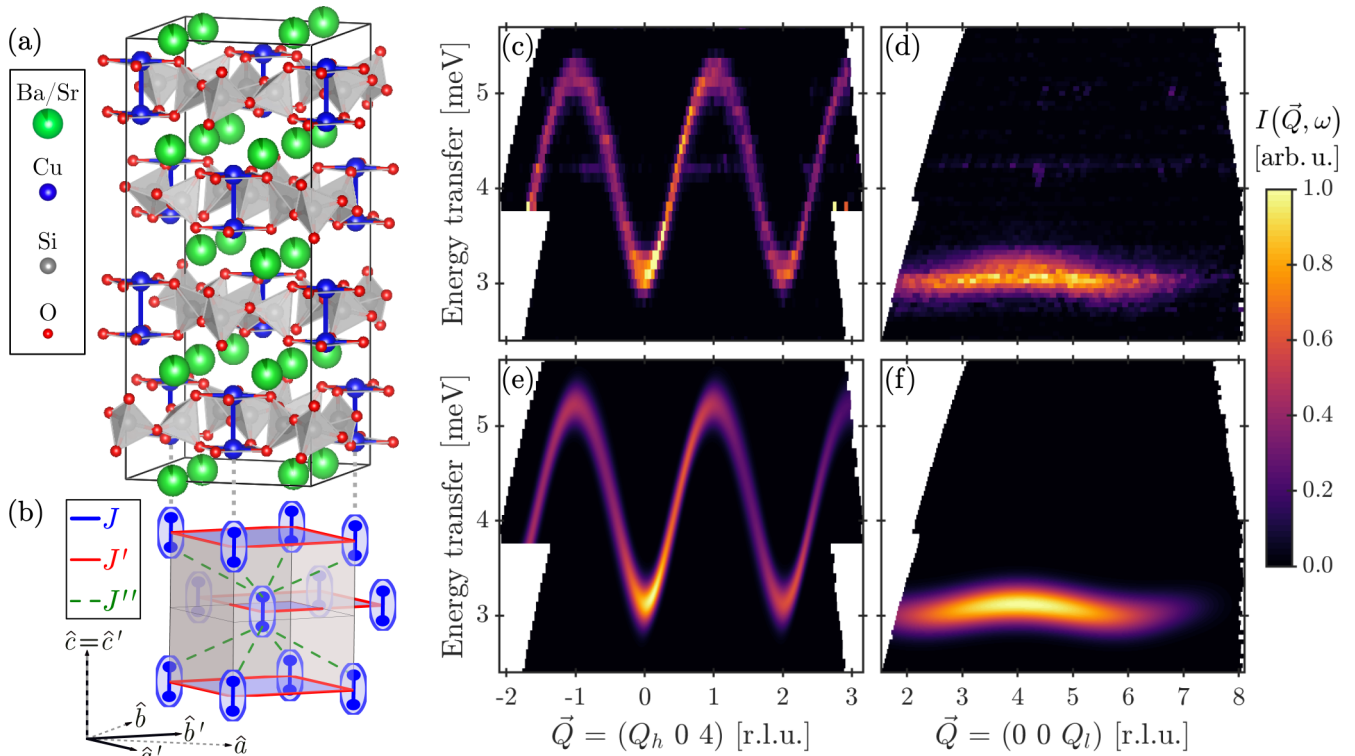 (a)
Ba/Sr
Cu
Si
O
(b)
J
J′
J′′
ĉ=ĉ′
b̂
b̂′
â
â′
(c)
(d)
Energy transfer [meV]
5
4
3
I(Q⃗, ω)
[arb. u.]
1.0
0.8
0.6
0.4
0.2
0.0
(e)
(f)
Energy transfer [meV]
5
4
3
-2 -1 0 1 2 3
Q⃗ = (Qₕ 0 4) [r.l.u.]
2 3 4 5 6 7 8
Q⃗ = (0 0 Qₗ) [r.l.u.]